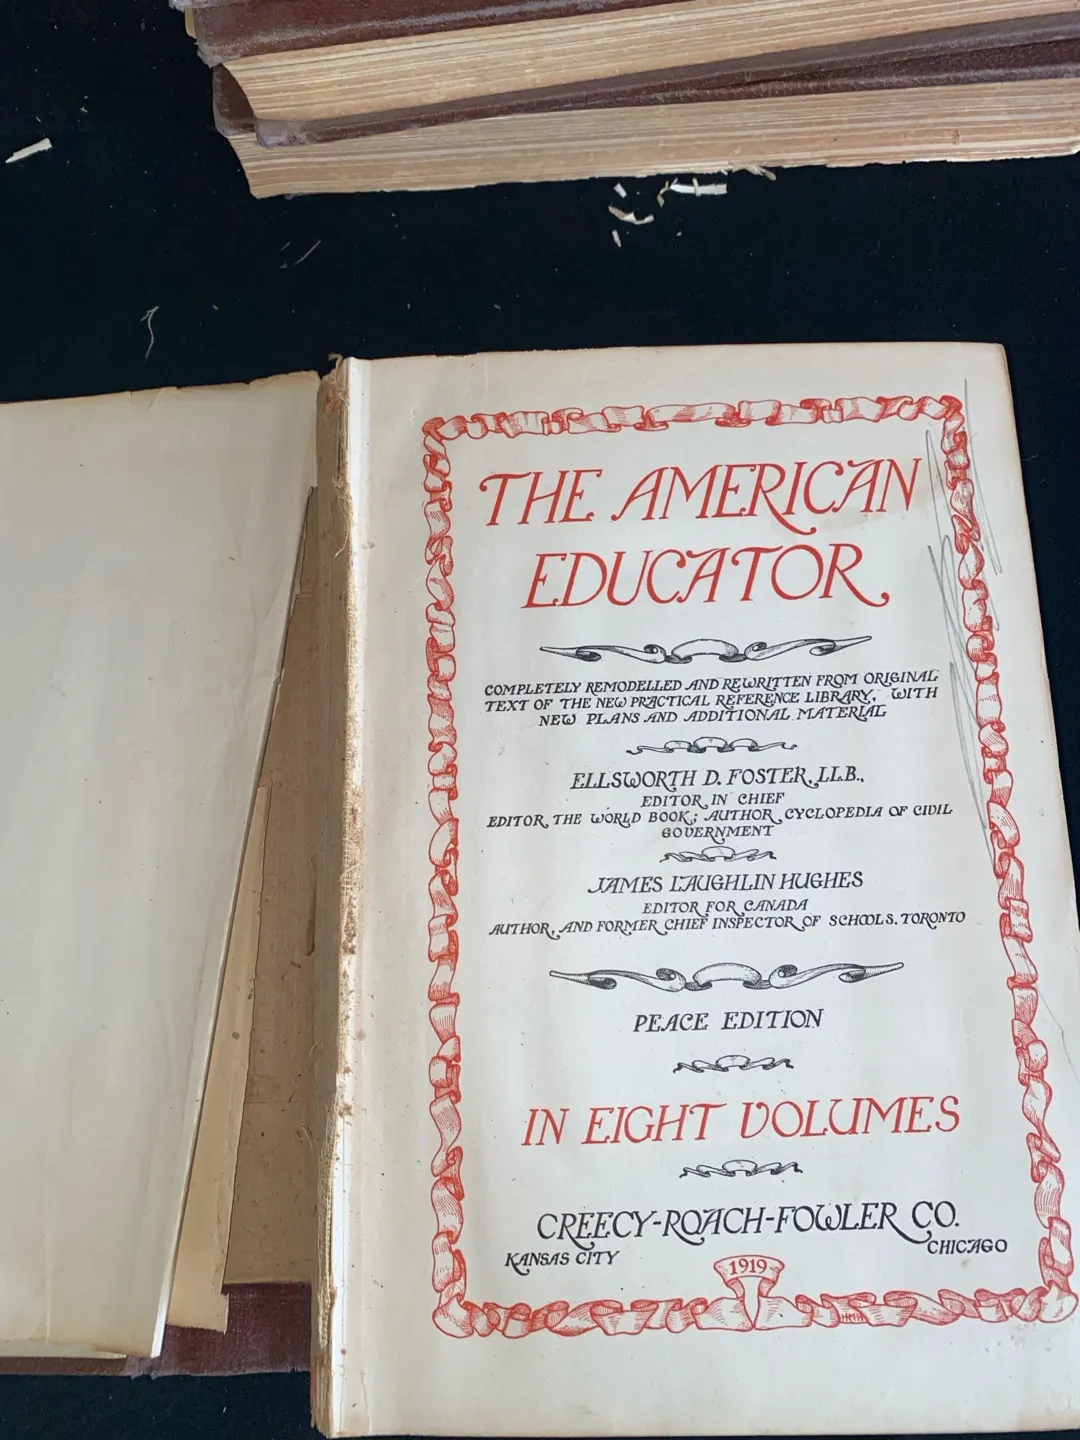 THE AMERICAN
EDUCATOR
COMPLETELY REMODELLED AND REWRITTEN FROM ORIGINAL
TEXT OF THE NEW PRACTICAL REFERENCE LIBRARY, WITH
NEW PLANS AND ADDITIONAL MATERIAL
ELLSWORTH D. FOSTER, LL.B.,
EDITOR IN CHIEF
EDITOR, THE WORLD BOOK; AUTHOR, CYCLOPEDIA OF CIVIL
GOVERNMENT
JAMES LAUGHLIN HUGHES
EDITOR FOR CANADA
AUTHOR, AND FORMER CHIEF INSPECTOR OF SCHOOLS, TORONTO
PEACE EDITION
IN EIGHT VOLUMES
CREECY-ROACH-FOWLER CO.
KANSAS CITY CHICAGO
1919